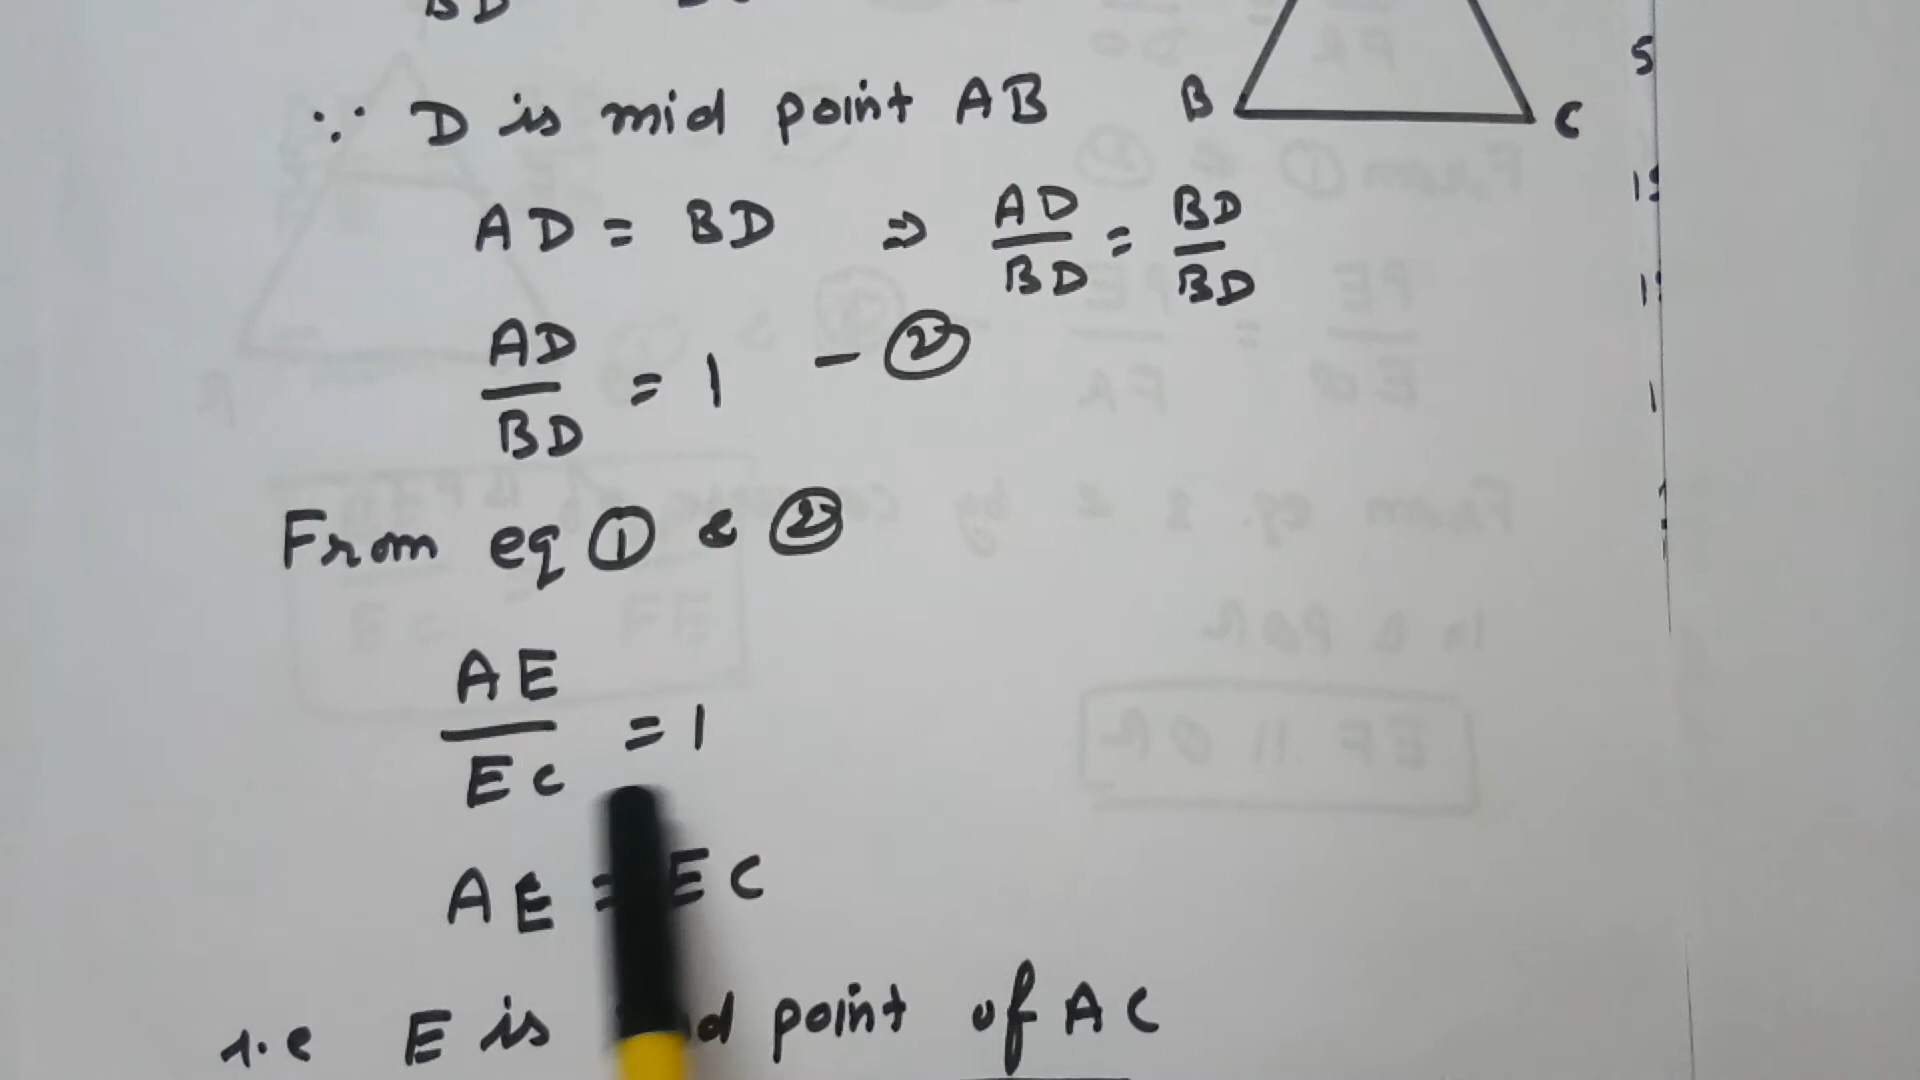 BD
∵ D is mid point AB
B C
AD = BD ⇒ AD/BD = BD/BD
AD/BD = 1 - ②
From eq ① & ②
AE/EC = 1
AE = EC
i.e E is point of AC